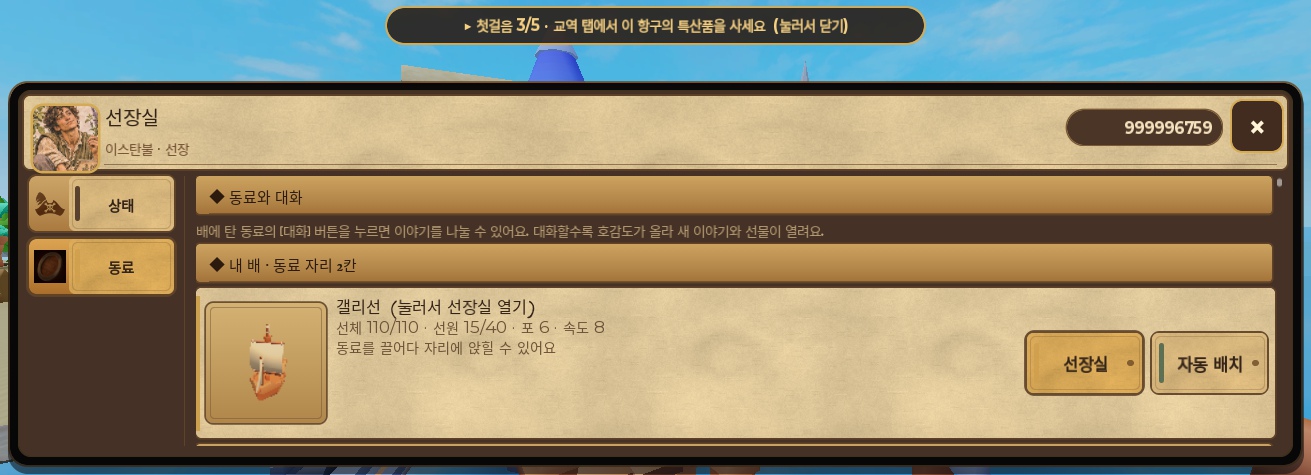 ▸ 첫걸음 3/5 · 교역 탭에서 이 항구의 특산품을 사세요 (눌러서 닫기)
선장실
이스탄불 · 선장
999996759
×
상태
동료
◆ 동료와 대화
배에 탄 동료의 [대화] 버튼을 누르면 이야기를 나눌 수 있어요. 대화할수록 호감도가 올라 새 이야기와 선물이 열려요.
◆ 내 배 · 동료 자리 2칸
갤리선 (눌러서 선장실 열기)
선체 110/110 · 선원 15/40 · 포 6 · 속도 8
동료를 끌어다 자리에 앉힐 수 있어요
선장실
자동 배치